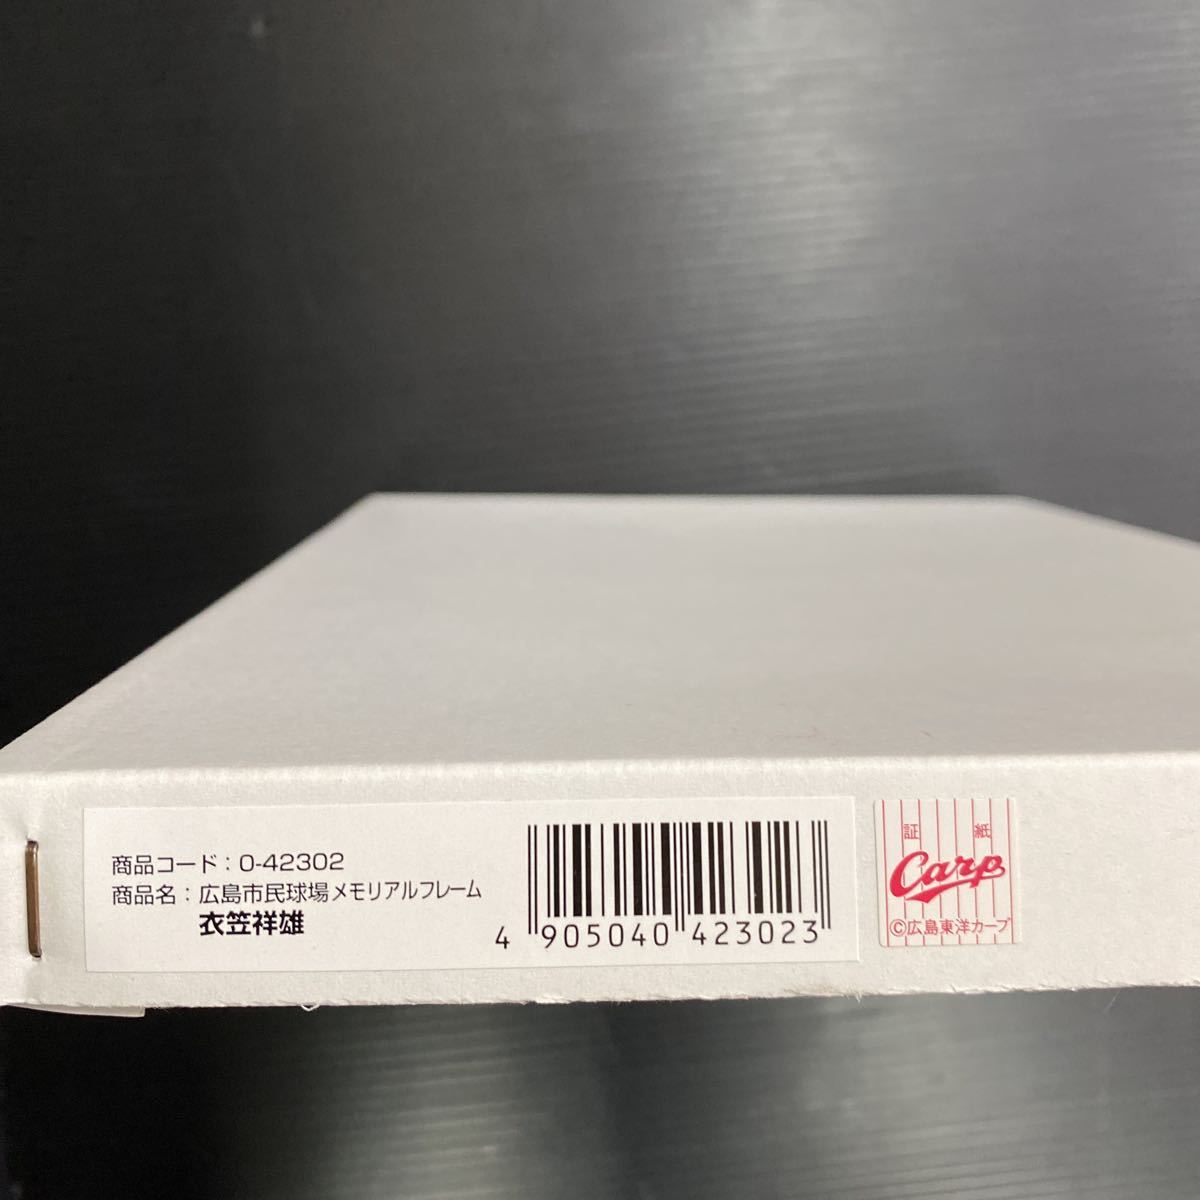 商品コード：0-42302
商品名：広島市民球場メモリアルフレーム
衣笠祥雄
4 905040 423023
証 紙
Carp
©広島東洋カープ